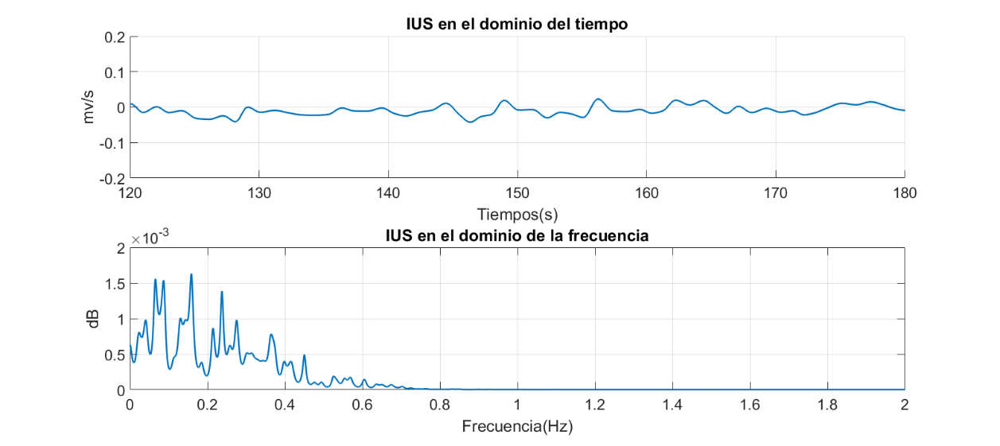 IUS en el dominio del tiempo
0.2
0.1
0
-0.1
-0.2
mv/s
120 130 140 150 160 170 180
Tiempos(s)
IUS en el dominio de la frecuencia
×10-3
2
1.5
1
0.5
0
dB
0 0.2 0.4 0.6 0.8 1 1.2 1.4 1.6 1.8 2
Frecuencia(Hz)